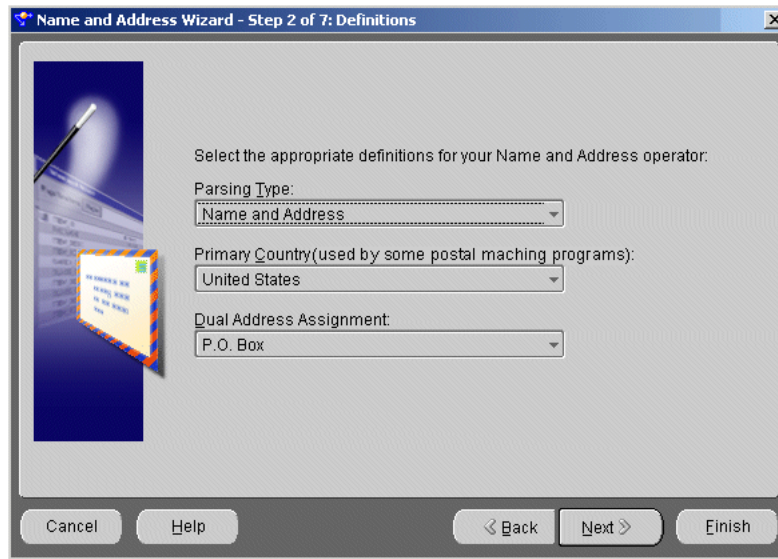 Name and Address Wizard - Step 2 of 7: Definitions
Select the appropriate definitions for your Name and Address operator:
Parsing Type:
Name and Address
Primary Country(used by some postal maching programs):
United States
Dual Address Assignment:
P.O. Box
Cancel
Help
Back
Next
Finish